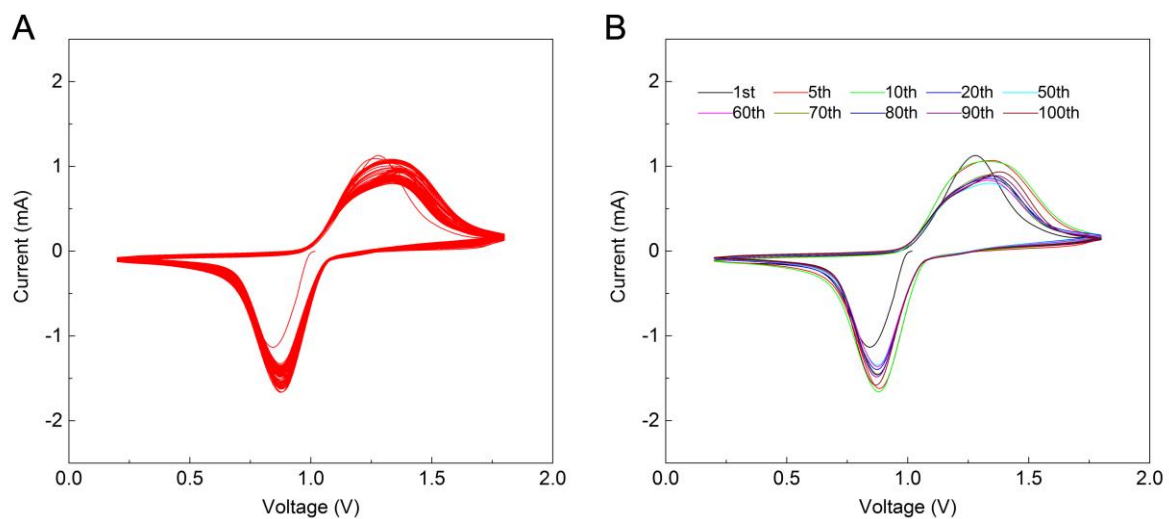 A
2
1
0
-1
-2
Current (mA)
0.0 0.5 1.0 1.5 2.0
Voltage (V)
B
2
1
0
-1
-2
Current (mA)
1st 5th 10th 20th 50th
60th 70th 80th 90th 100th
0.0 0.5 1.0 1.5 2.0
Voltage (V)